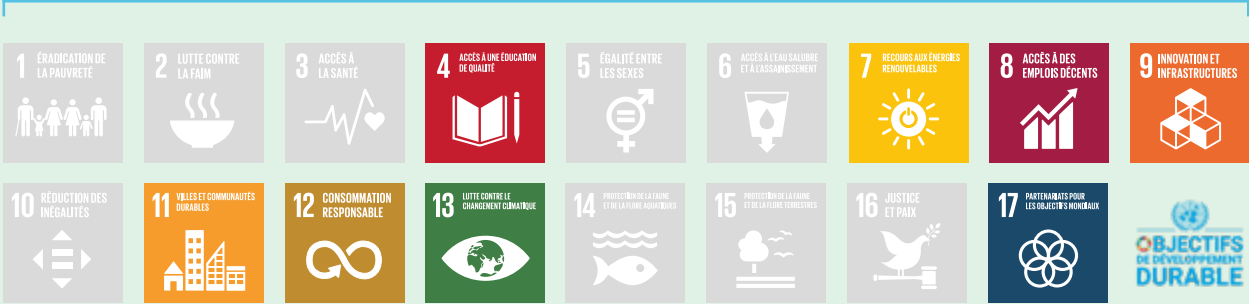 1 ÉRADICATION DE
LA PAUVRETÉ
2 LUTTE CONTRE
LA FAIM
3 ACCÈS À
LA SANTÉ
4 ACCÈS À UNE ÉDUCATION
DE QUALITÉ
5 ÉGALITÉ ENTRE
LES SEXES
6 ACCÈS À L'EAU SALUBRE
ET À L'ASSAINISSEMENT
7 RECOURS AUX ÉNERGIES
RENOUVELABLES
8 ACCÈS À DES
EMPLOIS DÉCENTS
9 INNOVATION ET
INFRASTRUCTURES
10 RÉDUCTION DES
INÉGALITÉS
11 VILLES ET COMMUNAUTÉS
DURABLES
12 CONSOMMATION
RESPONSABLE
13 LUTTE CONTRE LE
CHANGEMENT CLIMATIQUE
14 PROTECTION DE LA FAUNE
ET DE LA FLORE AQUATIQUES
15 PROTECTION DE LA FAUNE
ET DE LA FLORE TERRESTRES
16 JUSTICE
ET PAIX
17 PARTENARIATS POUR
LES OBJECTIFS MONDIAUX
OBJECTIFS
DE DÉVELOPPEMENT
DURABLE